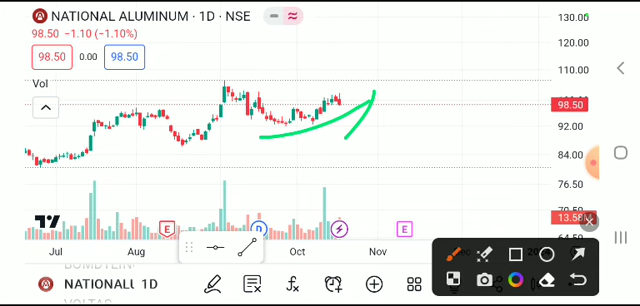 NATIONAL ALUMINUM · 1D · NSE
98.50 −1.10 (−1.10%)
98.50 0.00 98.50
Vol
130.00
120.00
110.00
98.50
92.00
84.00
76.50
13.58M
E D E
Jul Aug Oct Nov
NATIONALU 1D
VOLTAS